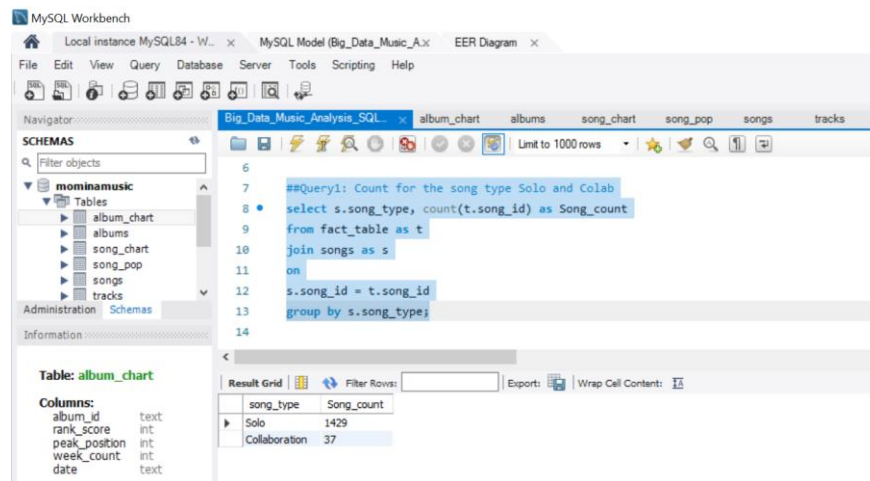 MySQL Workbench
Local instance MySQL84 - W... × MySQL Model (Big_Data_Music_A.× EER Diagram ×
File Edit View Query Database Server Tools Scripting Help
Navigator
Big_Data_Music_Analysis_SQL... × album_chart albums song_chart song_pop songs tracks
SCHEMAS
Limit to 1000 rows
Filter objects
mominamusic
Tables
album_chart
albums
song_chart
song_pop
songs
tracks
Administration Schemas
6
7 ##Query1: Count for the song type Solo and Colab
8 select s.song_type, count(t.song_id) as Song_count
9 from fact_table as t
10 join songs as s
11 on
12 s.song_id = t.song_id
13 group by s.song_type;
14
Information
Table: album_chart
Columns:
album_id text
rank_score int
peak_position int
week_count int
date text
Result Grid Filter Rows: Export: Wrap Cell Content:
song_type Song_count
Solo 1429
Collaboration 37